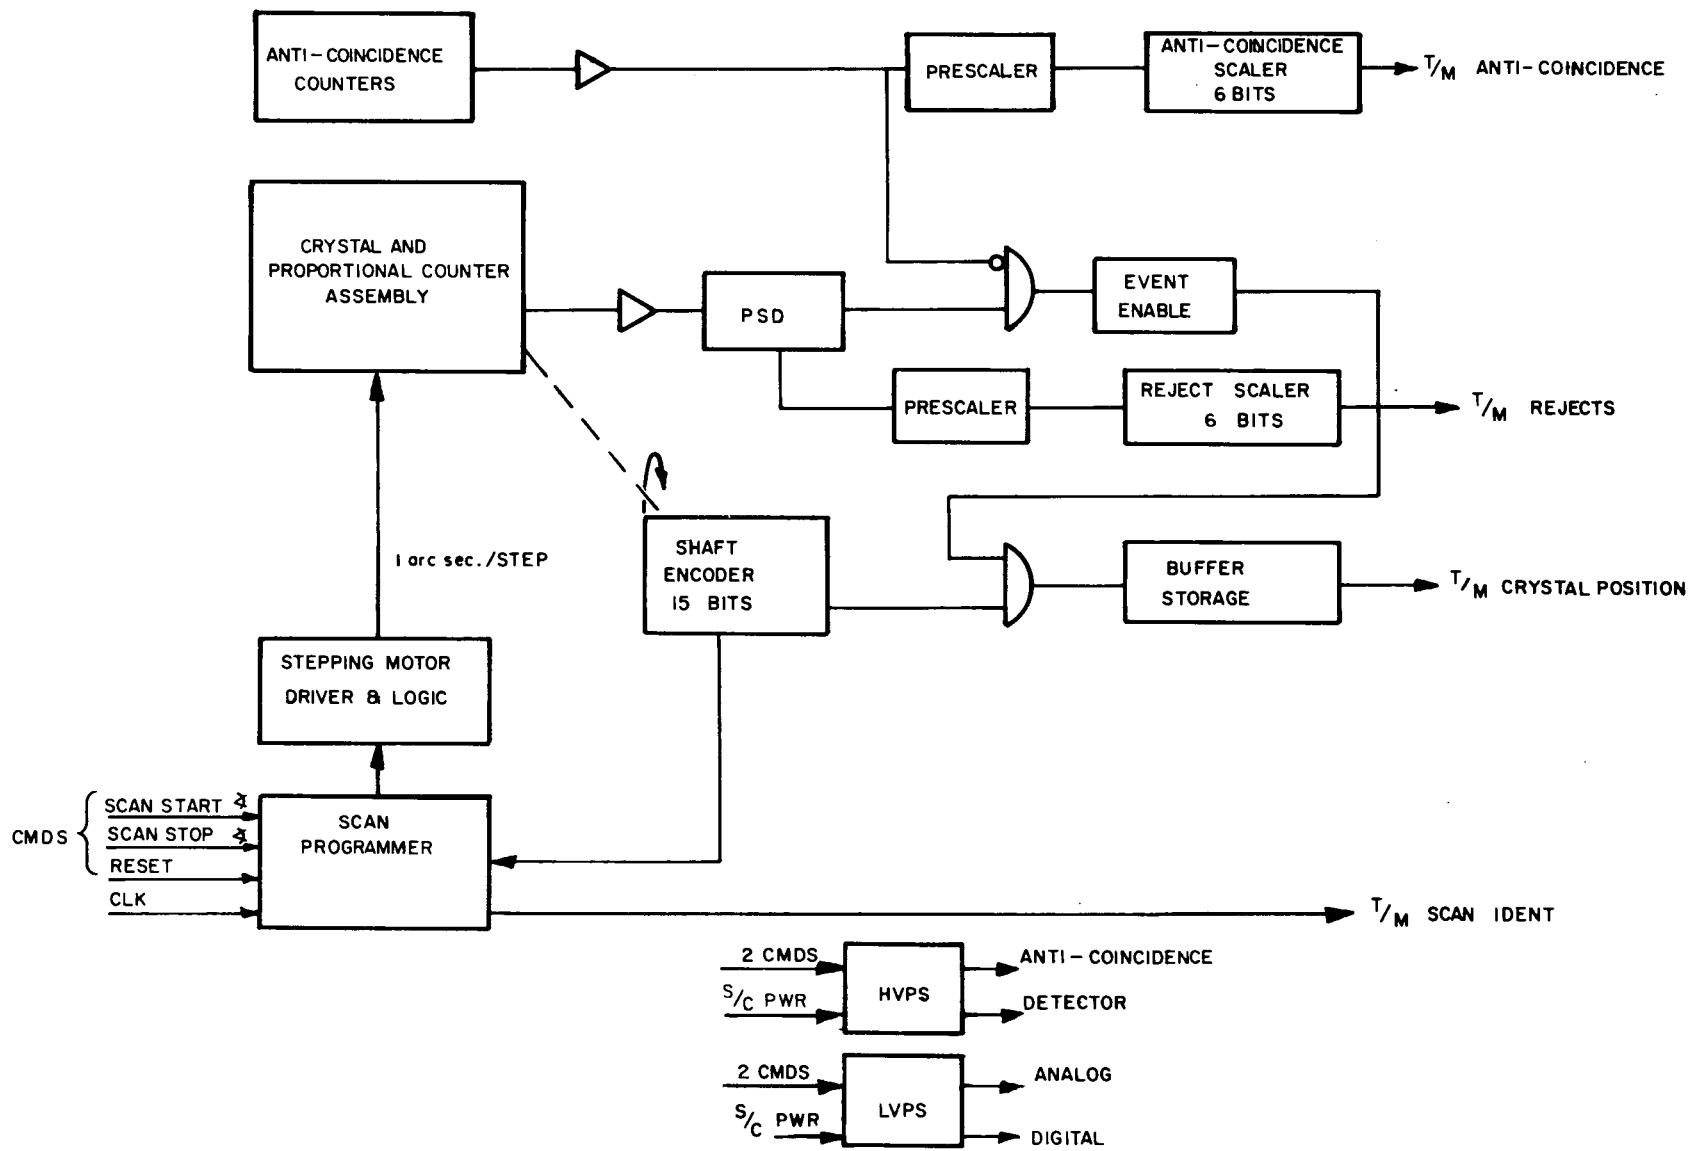 ANTI-COINCIDENCE
COUNTERS
PRESCALER
ANTI-COINCIDENCE
SCALER
6 BITS
T/M ANTI-COINCIDENCE
CRYSTAL AND
PROPORTIONAL COUNTER
ASSEMBLY
PSD
EVENT
ENABLE
PRESCALER
REJECT SCALER
6 BITS
T/M REJECTS
1 arc sec./STEP
SHAFT
ENCODER
15 BITS
BUFFER
STORAGE
T/M CRYSTAL POSITION
STEPPING MOTOR
DRIVER & LOGIC
CMDS
SCAN START ∢
SCAN STOP ∢
RESET
CLK
SCAN
PROGRAMMER
T/M SCAN IDENT
2 CMDS
S/C PWR
HVPS
ANTI-COINCIDENCE
DETECTOR
2 CMDS
S/C PWR
LVPS
ANALOG
DIGITAL